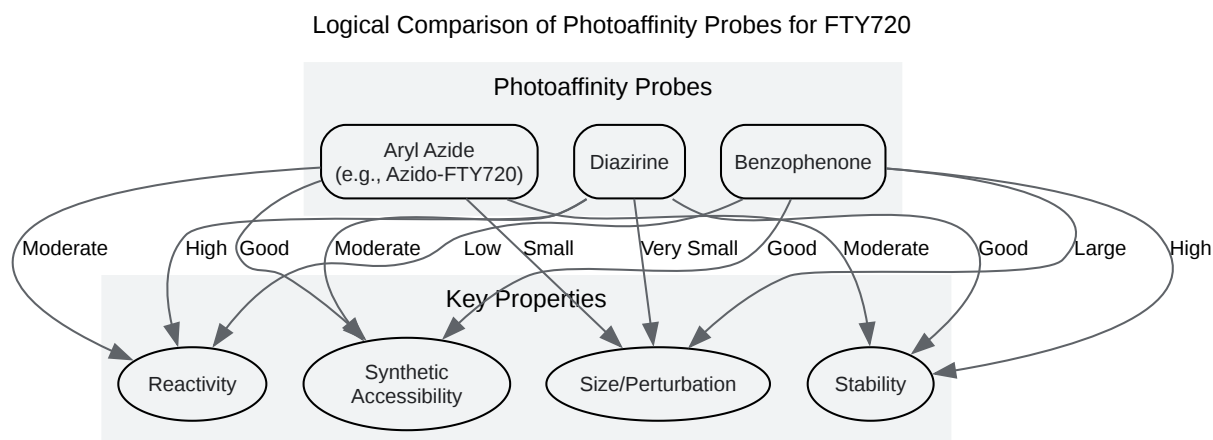 Logical Comparison of Photoaffinity Probes for FTY720
Photoaffinity Probes
Aryl Azide
(e.g., Azido-FTY720)
Diazirine
Benzophenone
Moderate
High
Good
Moderate
Low
Small
Very Small
Good
Moderate
Good
Large
High
Key Properties
Reactivity
Synthetic
Accessibility
Size/Perturbation
Stability